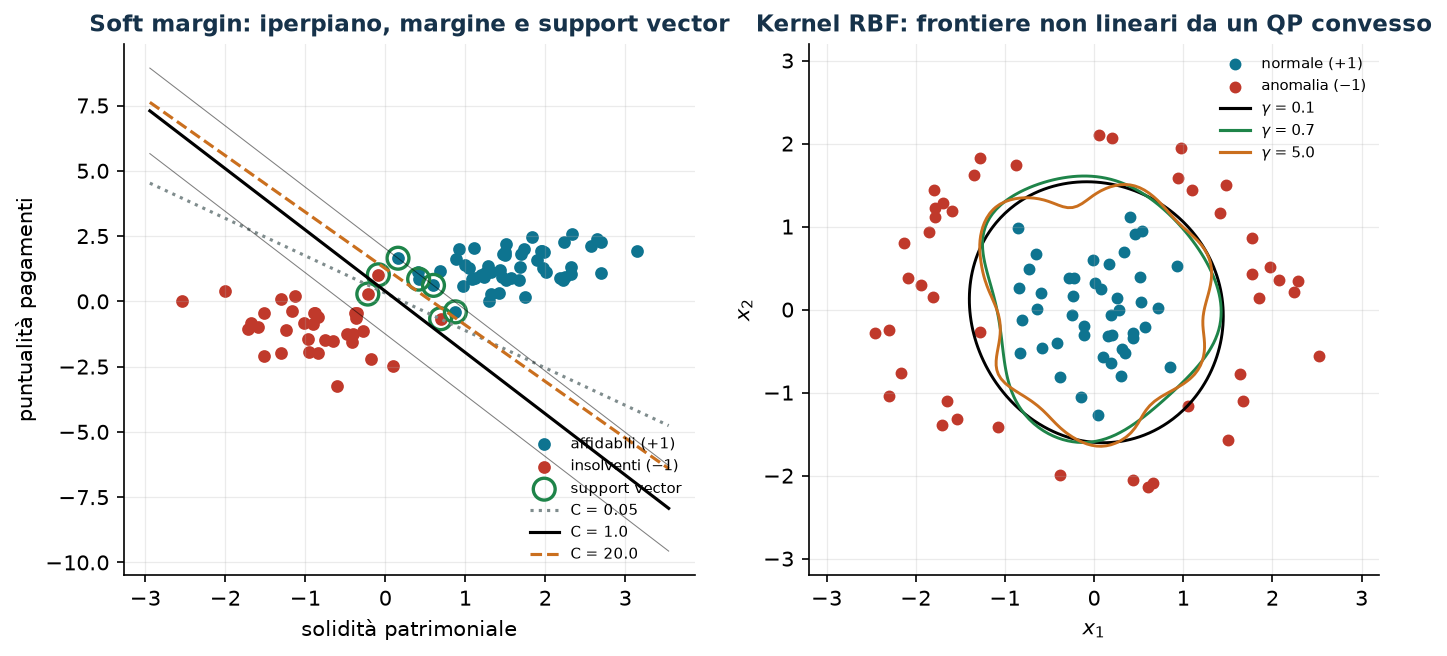 Soft margin: iperpiano, margine e support vector
puntualità pagamenti
7.5
5.0
2.5
0.0
−2.5
−5.0
−7.5
−10.0
affidabili (+1)
insolventi (−1)
support vector
C = 0.05
C = 1.0
C = 20.0
−3 −2 −1 0 1 2 3
solidità patrimoniale
Kernel RBF: frontiere non lineari da un QP convesso
x₂
3
2
1
0
−1
−2
−3
normale (+1)
anomalia (−1)
γ = 0.1
γ = 0.7
γ = 5.0
−3 −2 −1 0 1 2 3
x₁